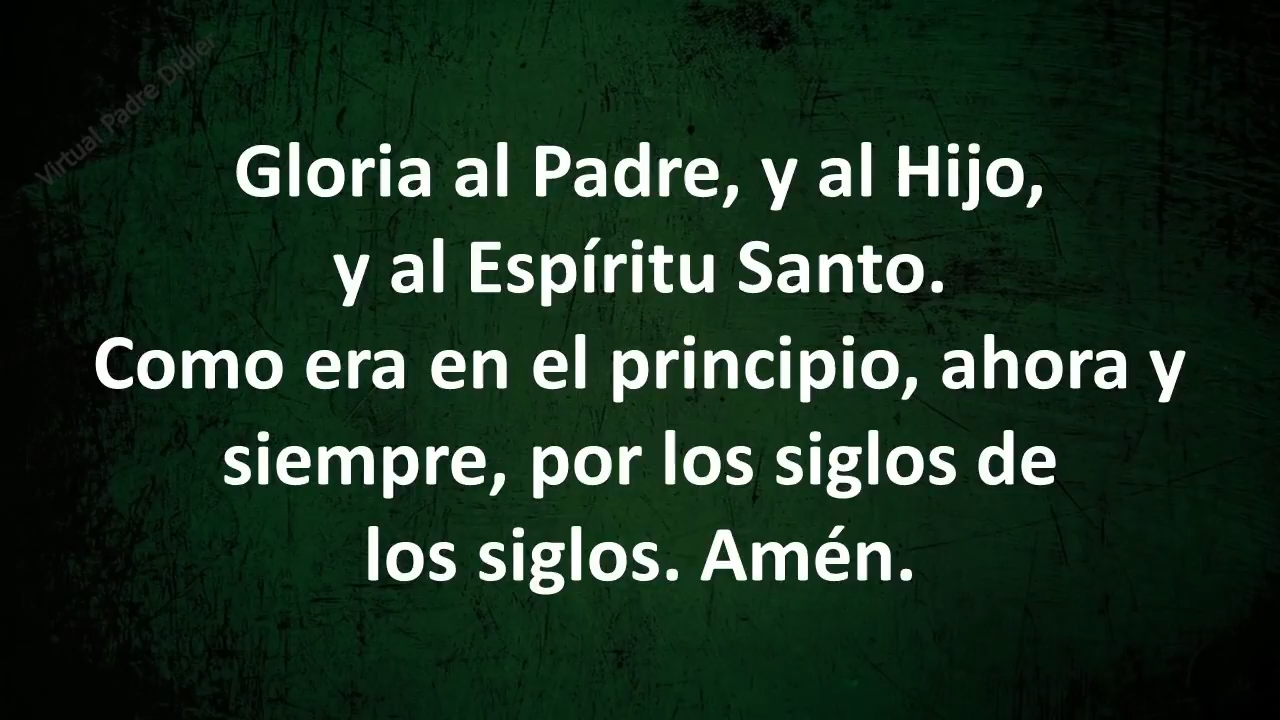 Virtual Padre Didier
Gloria al Padre, y al Hijo,
y al Espíritu Santo.
Como era en el principio, ahora y
siempre, por los siglos de
los siglos. Amén.